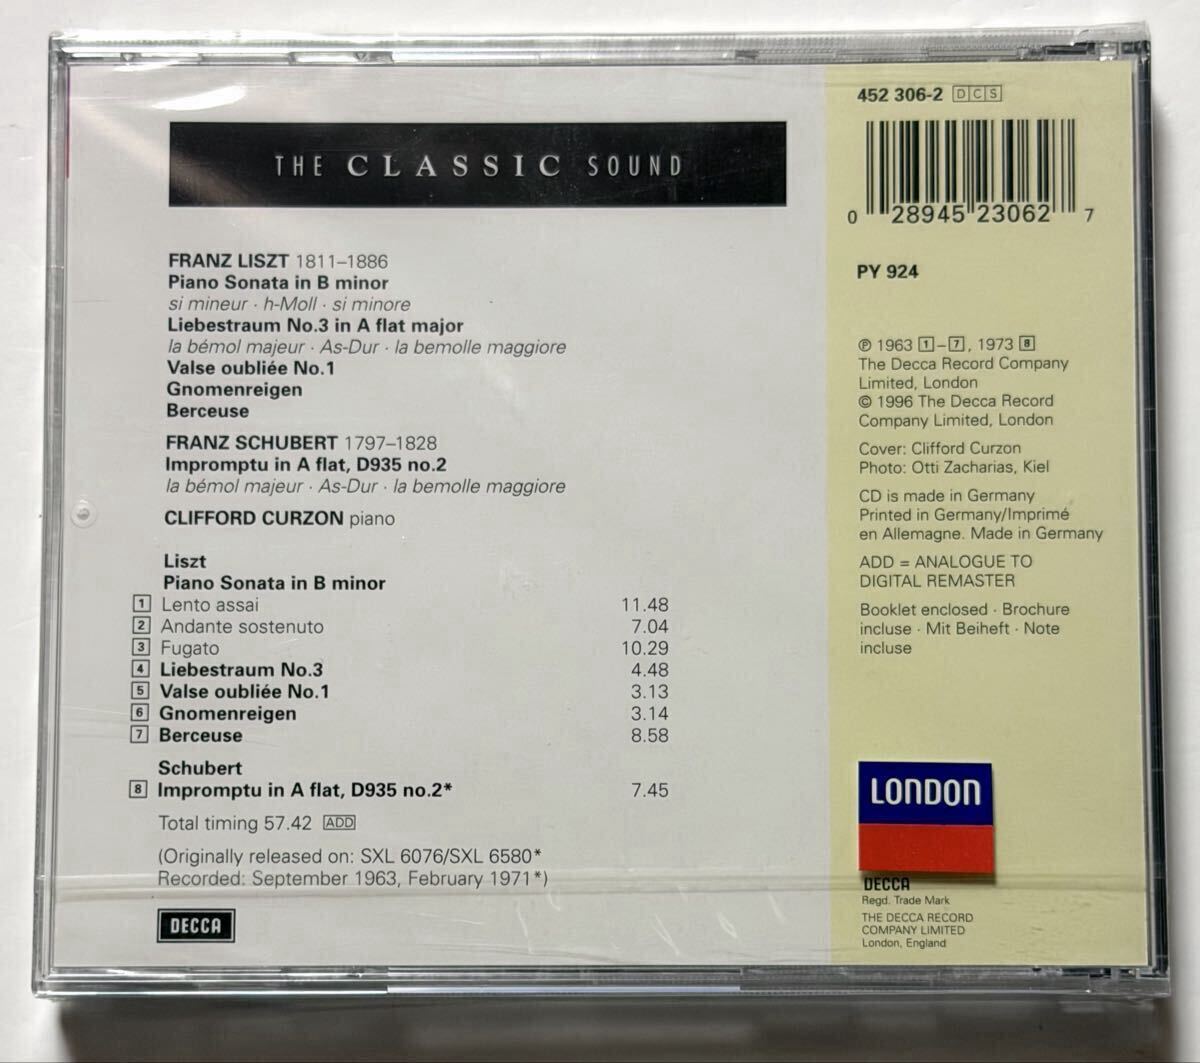 THE CLASSIC SOUND
FRANZ LISZT 1811–1886
Piano Sonata in B minor
si mineur · h-Moll · si minore
Liebestraum No.3 in A flat major
la bémol majeur · As-Dur · la bemolle maggiore
Valse oubliée No.1
Gnomenreigen
Berceuse
FRANZ SCHUBERT 1797–1828
Impromptu in A flat, D935 no.2
la bémol majeur · As-Dur · la bemolle maggiore
CLIFFORD CURZON piano
Liszt
Piano Sonata in B minor
1 Lento assai 11.48
2 Andante sostenuto 7.04
3 Fugato 10.29
4 Liebestraum No.3 4.48
5 Valse oubliée No.1 3.13
6 Gnomenreigen 3.14
7 Berceuse 8.58
Schubert
8 Impromptu in A flat, D935 no.2* 7.45
Total timing 57.42 ADD
(Originally released on: SXL 6076/SXL 6580*
Recorded: September 1963, February 1971*)
DECCA
452 306-2 DCS
0 28945 23062 7
PY 924
℗ 1963 1–7, 1973 8
The Decca Record Company
Limited, London
© 1996 The Decca Record
Company Limited, London
Cover: Clifford Curzon
Photo: Otti Zacharias, Kiel
CD is made in Germany
Printed in Germany/Imprimé
en Allemagne. Made in Germany
ADD = ANALOGUE TO
DIGITAL REMASTER
Booklet enclosed · Brochure
incluse · Mit Beiheft · Note
incluse
LONDON
DECCA
Regd. Trade Mark
THE DECCA RECORD
COMPANY LIMITED
London, England